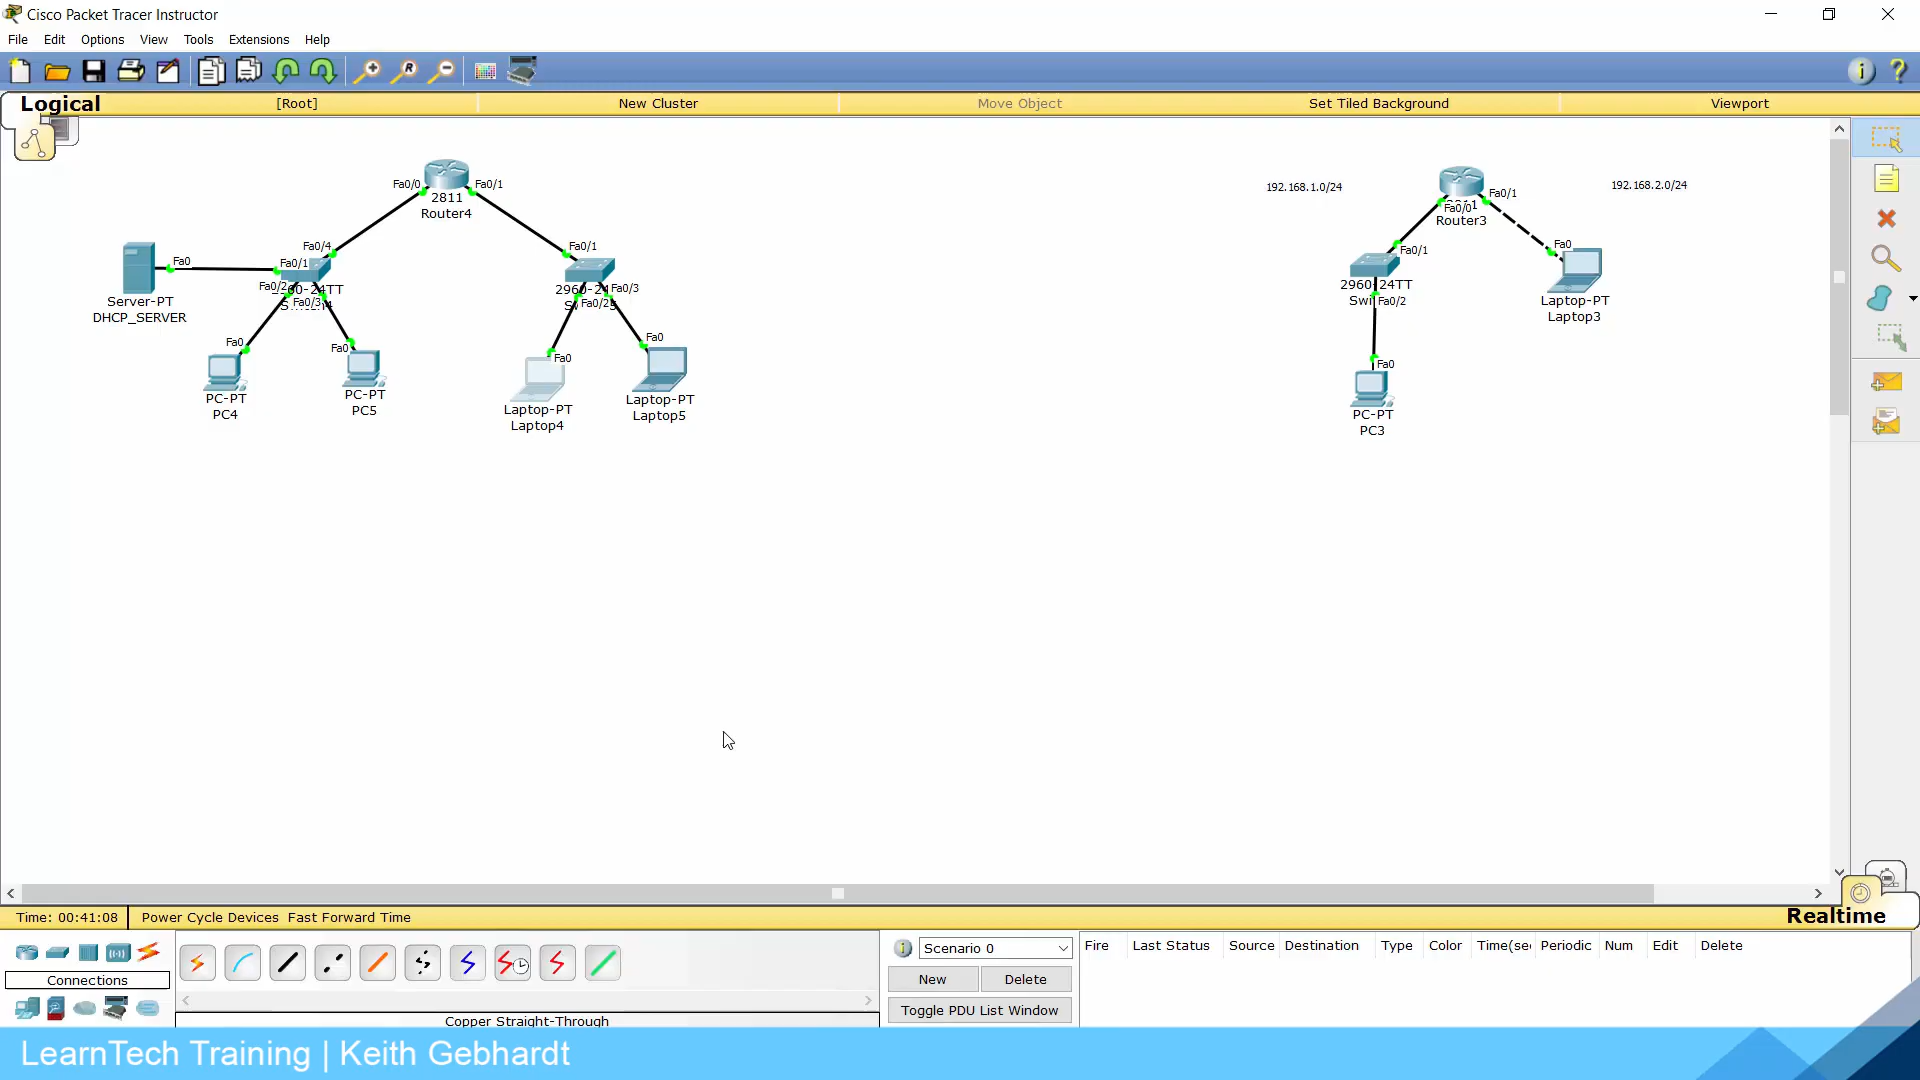 Cisco Packet Tracer Instructor
File Edit Options View Tools Extensions Help
Logical [Root] New Cluster Move Object Set Tiled Background Viewport
Fa0/0
Fa0/1
2811
Router4
Fa0/4
Fa0/1
Fa0
Fa0/1
Fa0/2
Fa0/3
Server-PT
DHCP_SERVER
Fa0/3
Fa0
Fa0
PC-PT
PC4
PC-PT
PC5
Fa0
Fa0
Laptop-PT
Laptop4
Laptop-PT
Laptop5
192.168.1.0/24
192.168.2.0/24
Fa0/0
Fa0/1
Router3
Fa0/1
Fa0
2960-24TT
Fa0/2
Laptop-PT
Laptop3
Fa0
PC-PT
PC3
Time: 00:41:08 Power Cycle Devices Fast Forward Time
Realtime
Connections
Copper Straight-Through
Scenario 0
New Delete
Toggle PDU List Window
Fire Last Status Source Destination Type Color Time(se Periodic Num Edit Delete
LearnTech Training | Keith Gebhardt